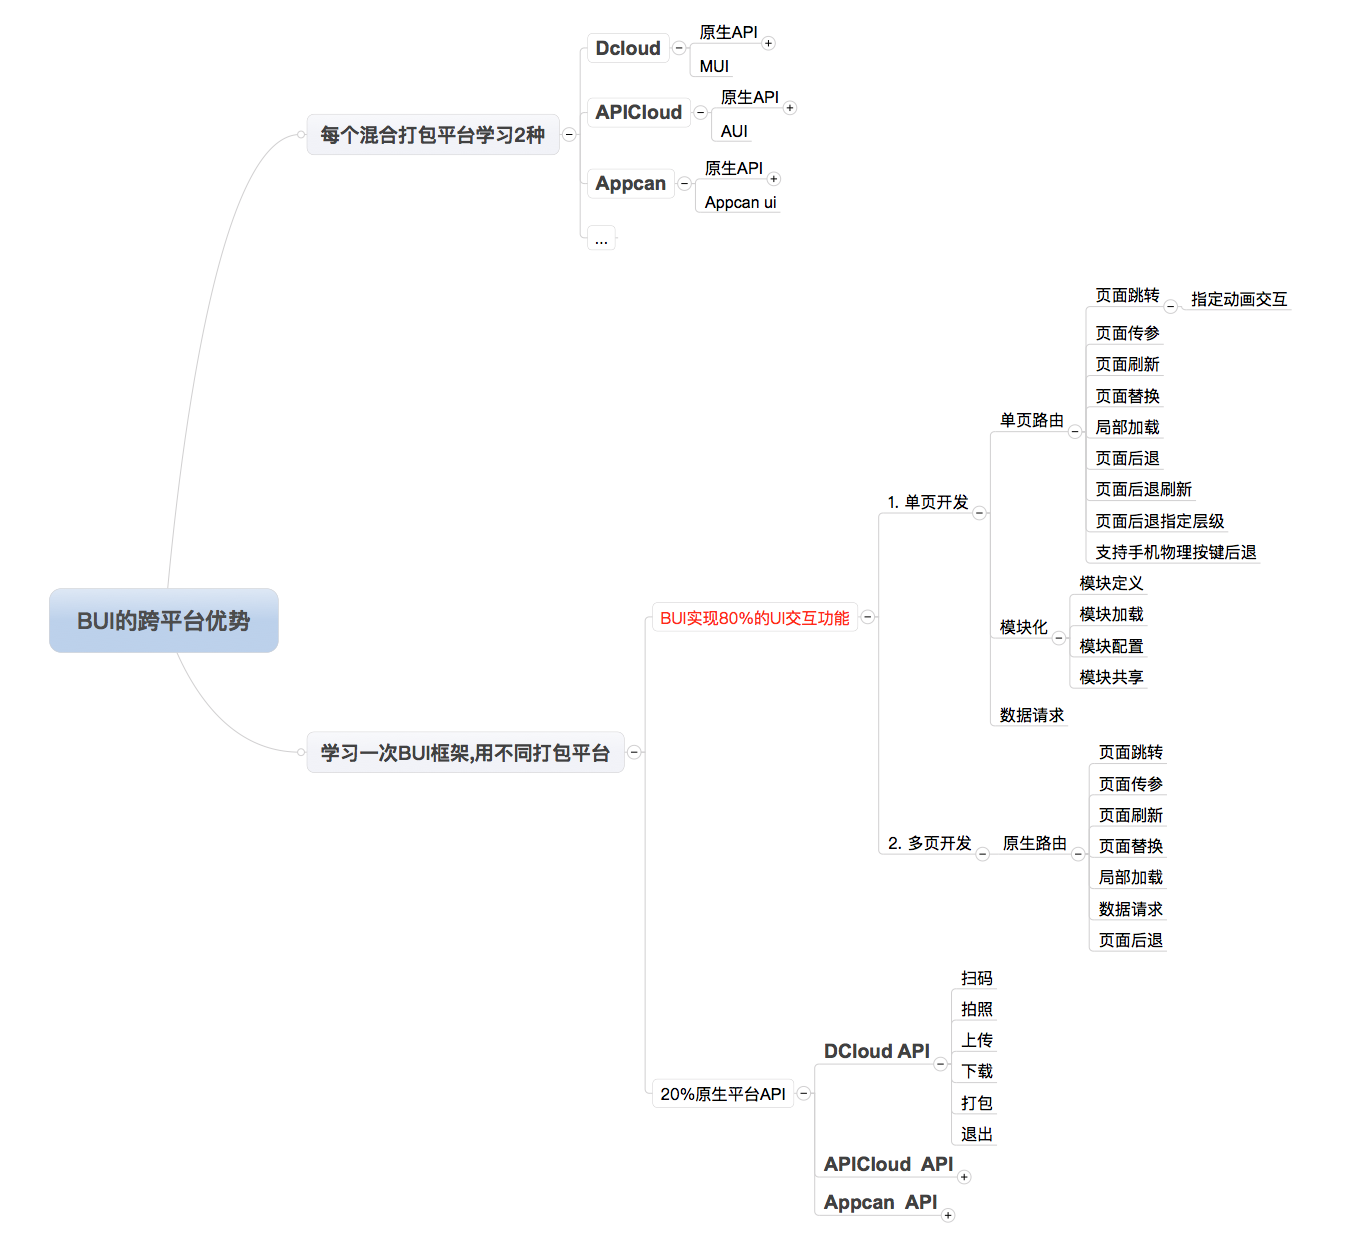 BUI的跨平台优势
每个混合打包平台学习2种
Dcloud
原生API
MUI
APICloud
原生API
AUI
Appcan
原生API
Appcan ui
...
学习一次BUI框架,用不同打包平台
BUI实现80%的UI交互功能
1. 单页开发
单页路由
页面跳转
指定动画交互
页面传参
页面刷新
页面替换
局部加载
页面后退
页面后退刷新
页面后退指定层级
支持手机物理按键后退
模块化
模块定义
模块加载
模块配置
模块共享
数据请求
2. 多页开发
原生路由
页面跳转
页面传参
页面刷新
页面替换
局部加载
数据请求
页面后退
20%原生平台API
DCloud API
扫码
拍照
上传
下载
打包
退出
APICloud  API
Appcan  API